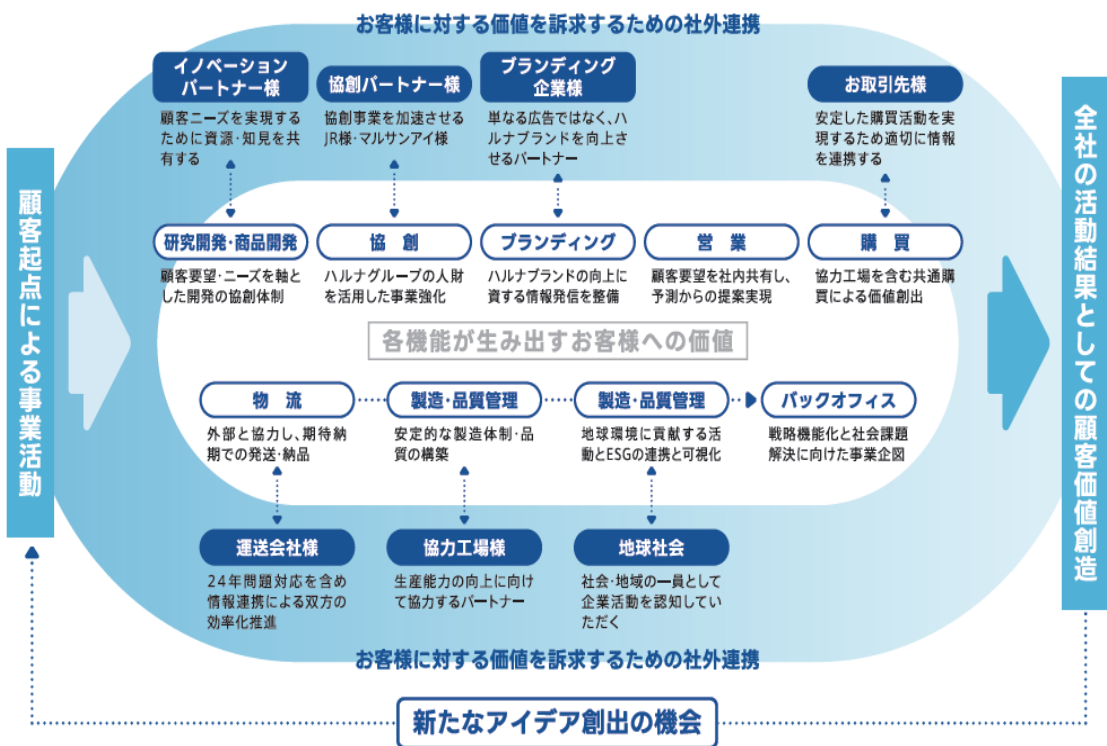 お客様に対する価値を訴求するための社外連携
イノベーション
パートナー様
顧客ニーズを実現する
ために資源・知見を共
有する
協創パートナー様
協創事業を加速させる
JR様・マルサンアイ様
ブランディング
企業様
単なる広告ではなく、ハ
ルナブランドを向上さ
せるパートナー
お取引先様
安定した購買活動を実
現するため適切に情報
を連携する
顧客起点による事業活動
研究開発・商品開発
顧客要望・ニーズを軸と
した開発の協創体制
協 創
ハルナグループの人財
を活用した事業強化
ブランディング
ハルナブランドの向上に
資する情報発信を整備
営 業
顧客要望を社内共有し、
予測からの提案実現
購 買
協力工場を含む共通購
買による価値創出
各機能が生み出すお客様への価値
物 流
外部と協力し、期待納
期での発送・納品
製造・品質管理
安定的な製造体制・品
質の構築
製造・品質管理
地球環境に貢献する活
動とESGの連携と可視化
バックオフィス
戦略機能化と社会課題
解決に向けた事業企図
運送会社様
24年問題対応を含め
情報連携による双方の
効率化推進
協力工場様
生産能力の向上に向け
て協力するパートナー
地球社会
社会・地域の一員として
企業活動を認知してい
ただく
全社の活動結果としての顧客価値創造
お客様に対する価値を訴求するための社外連携
新たなアイデア創出の機会